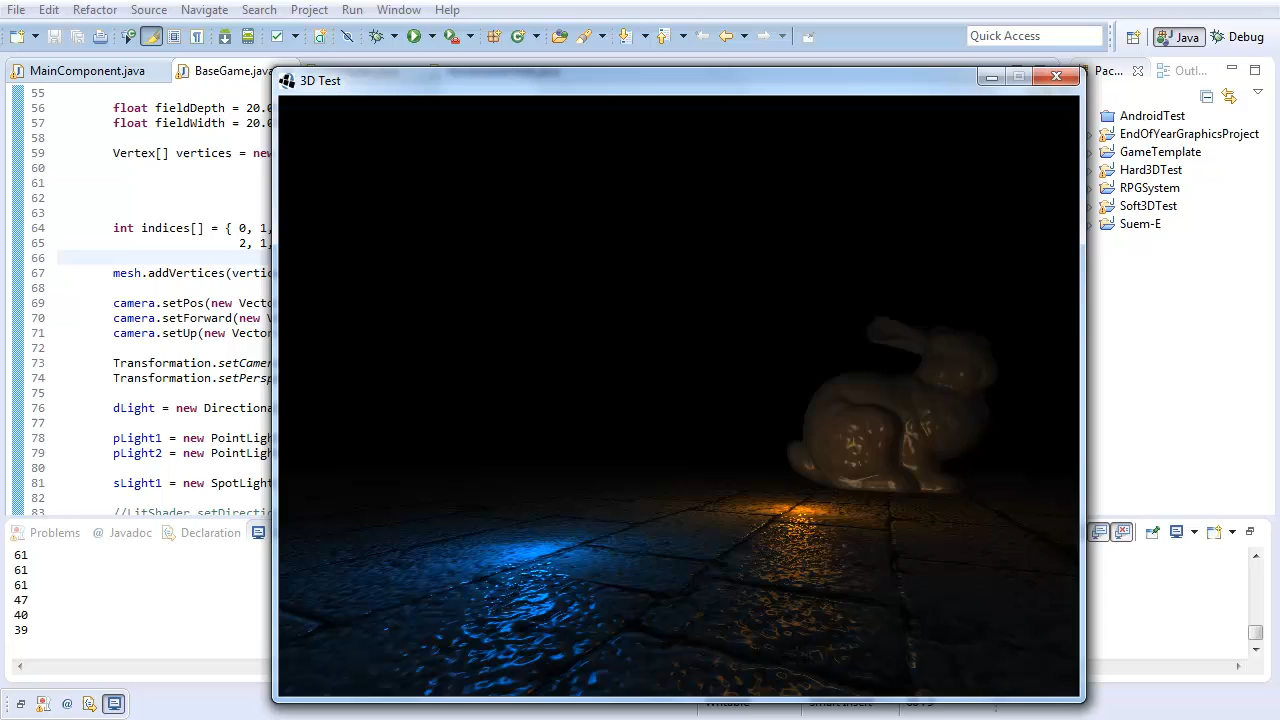 File Edit Refactor Source Navigate Search Project Run Window Help
Quick Access
Java
Debug
MainComponent.java
BaseGame.java
3D Test
Pac...
Outl...
55
56 float fieldDepth = 20.0
57 float fieldWidth = 20.0
58
59 Vertex[] vertices = new
60
61
62
63
64 int indices[] = { 0, 1,
65 2, 1,
66
67 mesh.addVertices(vertic
68
69 camera.setPos(new Vecto
70 camera.setForward(new V
71 camera.setUp(new Vector
72
73 Transformation.setCamer
74 Transformation.setPersp
75
76 dLight = new Directiona
77
78 pLight1 = new PointLigh
79 pLight2 = new PointLigh
80
81 sLight1 = new SpotLight
82
83 //LitShader.setDirectio
AndroidTest
EndOfYearGraphicsProject
GameTemplate
Hard3DTest
RPGSystem
Soft3DTest
Suem-E
Problems
@ Javadoc
Declaration
61
61
61
47
40
39